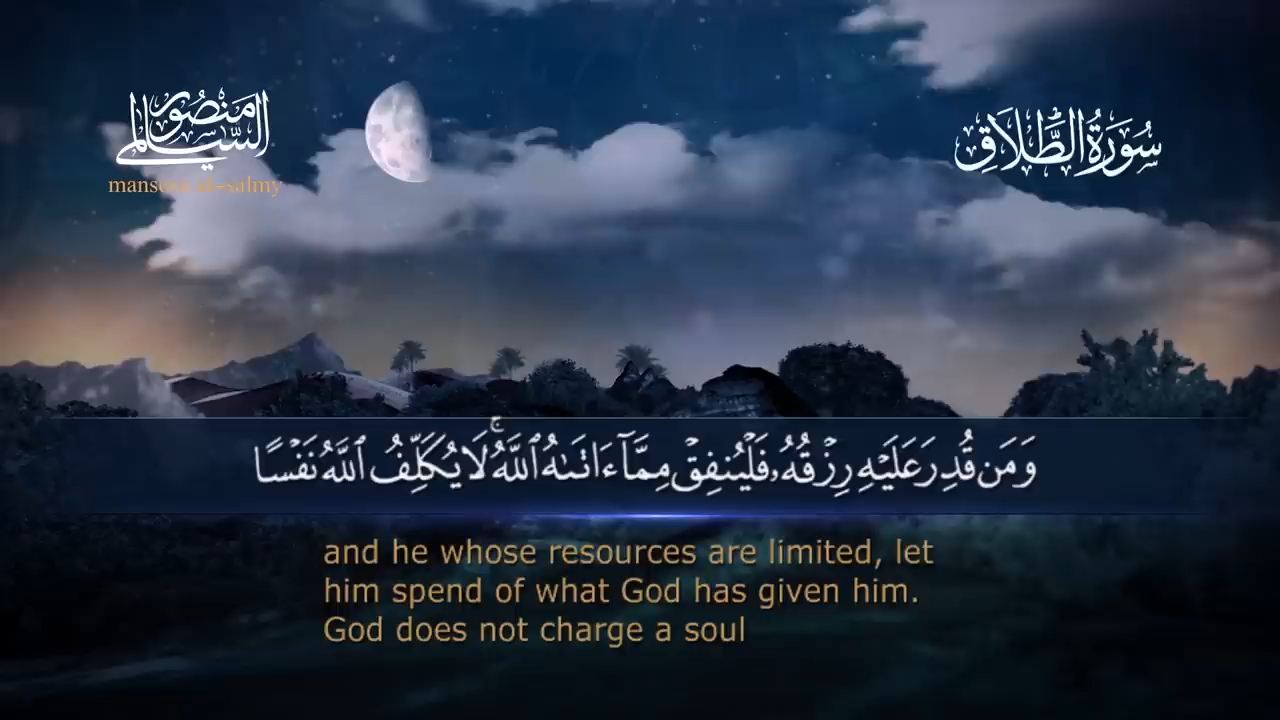 منصور السالمي
mansour al-salmy
سُورَةُ الطَّلَاقِ
وَمَن قُدِرَ عَلَيْهِ رِزْقُهُۥ فَلْيُنفِقْ مِمَّآ ءَاتَىٰهُ ٱللَّهُ ۚ لَا يُكَلِّفُ ٱللَّهُ نَفْسًا
and he whose resources are limited, let
him spend of what God has given him.
God does not charge a soul